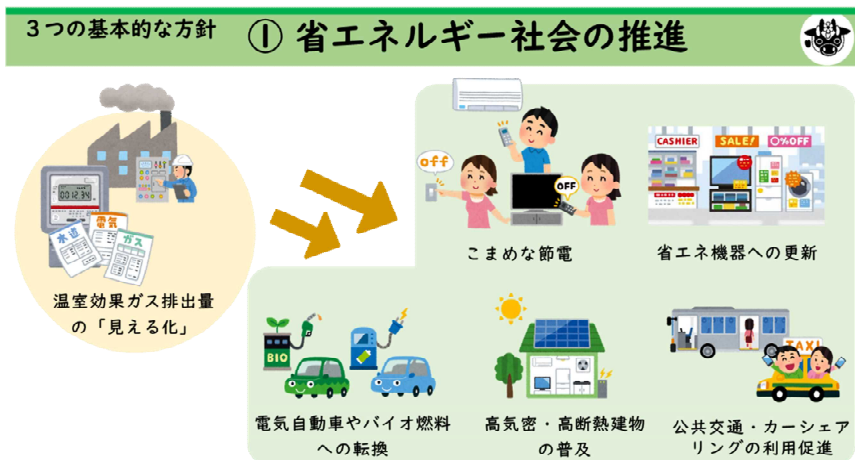 3つの基本的な方針
① 省エネルギー社会の推進
off
OFF
CASHIER
SALE!
0%OFF
0012.34
水道
電気
ガス
こまめな節電
省エネ機器への更新
温室効果ガス排出量
の「見える化」
BIO
TAXI
電気自動車やバイオ燃料
への転換
高気密・高断熱建物
の普及
公共交通・カーシェア
リングの利用促進